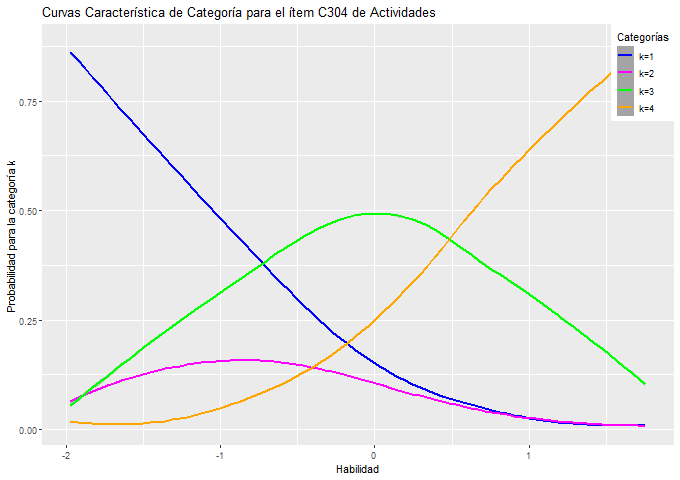 Curvas Característica de Categoría para el ítem C304 de Actividades
Categorías
k=1
k=2
k=3
k=4
Probabilidad para la categoría k
0.75
0.50
0.25
0.00
-2
-1
0
1
Habilidad